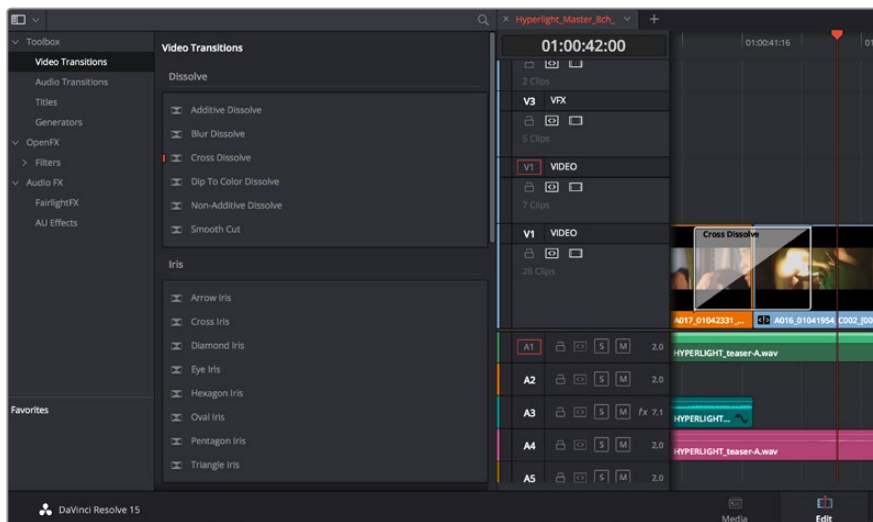 Hyperlight_Master_8ch_
Toolbox
Video Transitions
Audio Transitions
Titles
Generators
OpenFX
Filters
Audio FX
FairlightFX
AU Effects
Favorites
Video Transitions
Dissolve
Additive Dissolve
Blur Dissolve
Cross Dissolve
Dip To Color Dissolve
Non-Additive Dissolve
Smooth Cut
Iris
Arrow Iris
Cross Iris
Diamond Iris
Eye Iris
Hexagon Iris
Oval Iris
Pentagon Iris
Triangle Iris
01:00:42:00
01:00:41:16
2 Clips
V3 VFX
5 Clips
V1 VIDEO
7 Clips
V1 VIDEO
26 Clips
Cross Dissolve
A017_01042331_...
A016_01041954_C002_[00
A1 S M 2.0
HYPERLIGHT_teaser-A.wav
A2 S M 2.0
A3 S M fx 7.1
HYPERLIGHT...
A4 S M 2.0
HYPERLIGHT_teaser-A.wav
A5 S M 2.0
DaVinci Resolve 15
Media
Edit